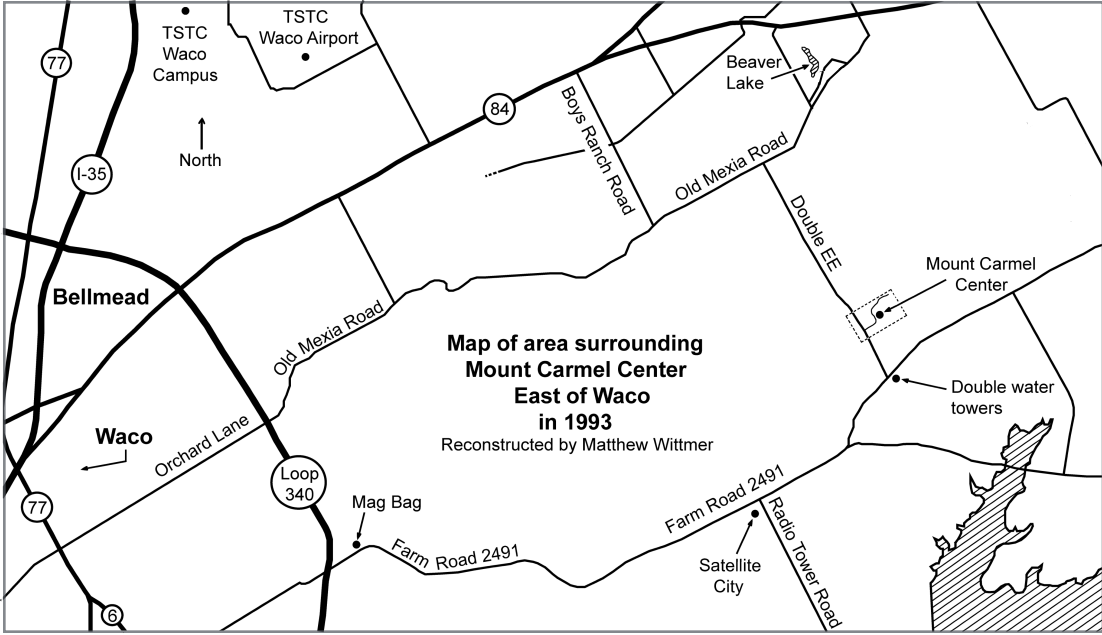 77
TSTC
Waco
Campus
TSTC
Waco Airport
North
I-35
84
Boys Ranch Road
Beaver
Lake
Old Mexia Road
Double EE
Mount Carmel
Center
Bellmead
Old Mexia Road
Map of area surrounding
Mount Carmel Center
East of Waco
in 1993
Reconstructed by Matthew Wittmer
Double water
towers
Waco
Orchard Lane
Loop
340
77
Mag Bag
Farm Road 2491
Farm Road 2491
Satellite
City
Radio Tower Road
6